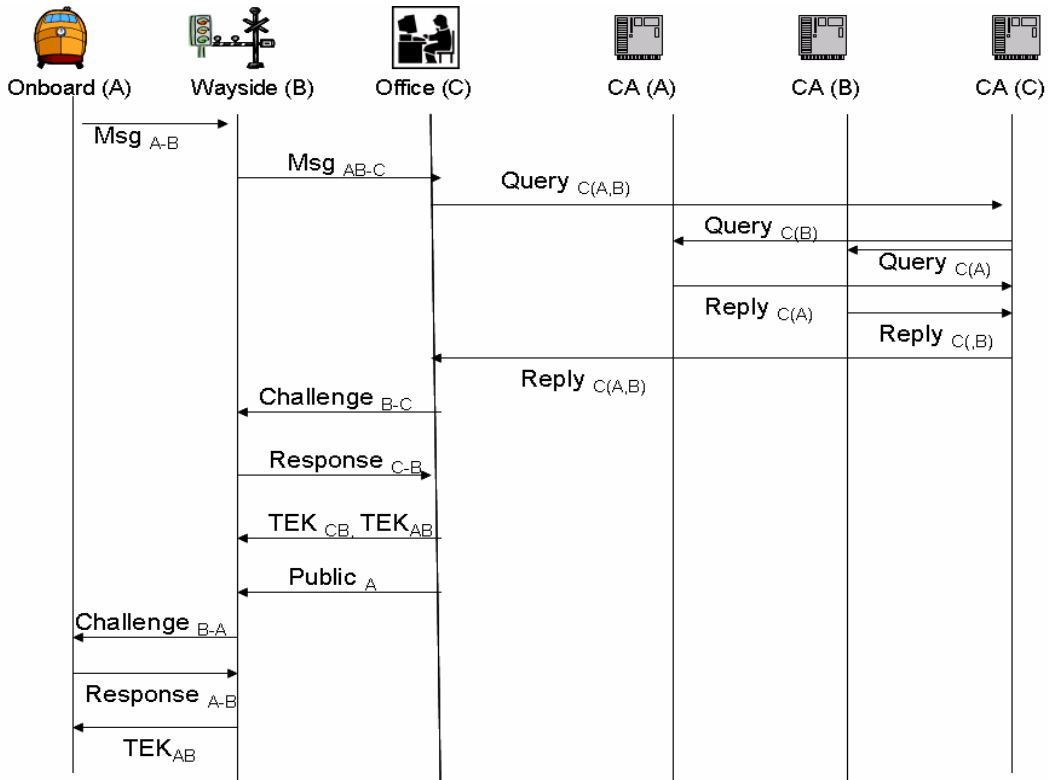 Onboard (A) Wayside (B) Office (C) CA (A) CA (B) CA (C)
Msg A-B
Msg AB-C
Query C(A,B)
Query C(B)
Query C(A)
Reply C(A)
Reply C(,B)
Reply C(A,B)
Challenge B-C
Response C-B
TEK CB, TEKAB
Public A
Challenge B-A
Response A-B
TEKAB